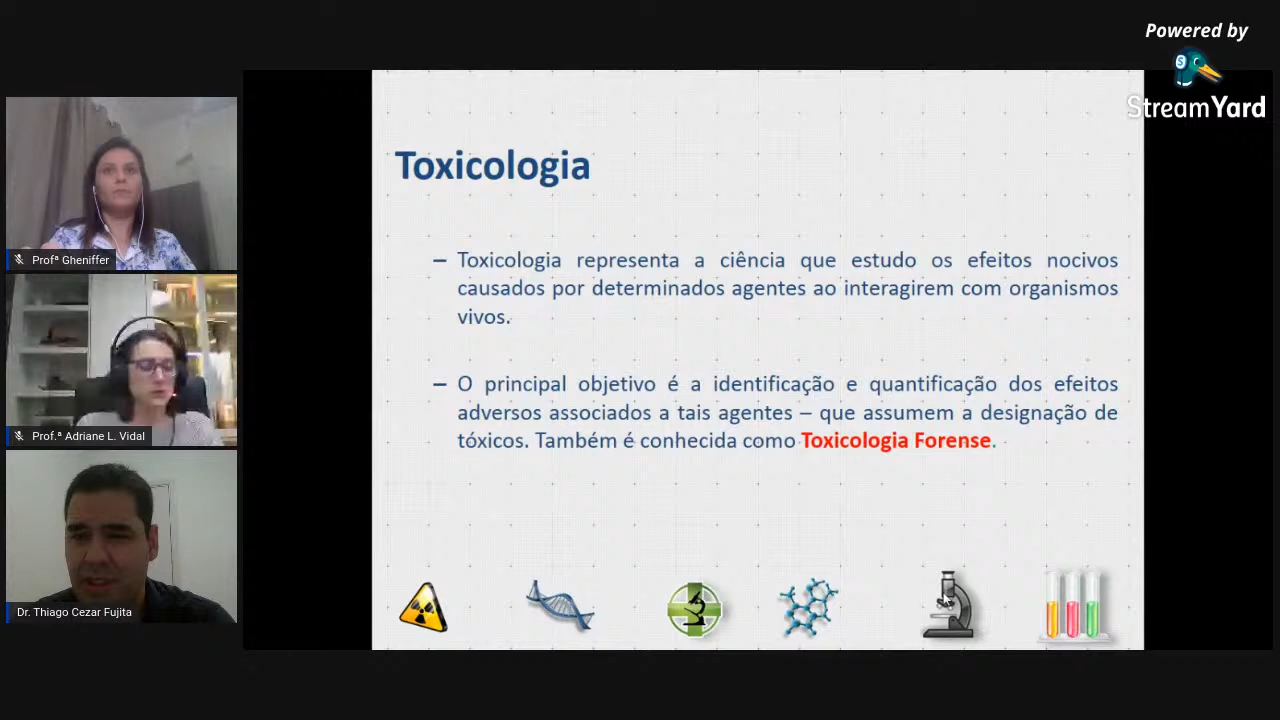 Powered by
StreamYard
Toxicologia
– Toxicologia representa a ciência que estudo os efeitos nocivos
causados por determinados agentes ao interagirem com organismos
vivos.
– O principal objetivo é a identificação e quantificação dos efeitos
adversos associados a tais agentes – que assumem a designação de
tóxicos. Também é conhecida como Toxicologia Forense.
Profª Gheniffer
Prof.ª Adriane L. Vidal
Dr. Thiago Cezar Fujita